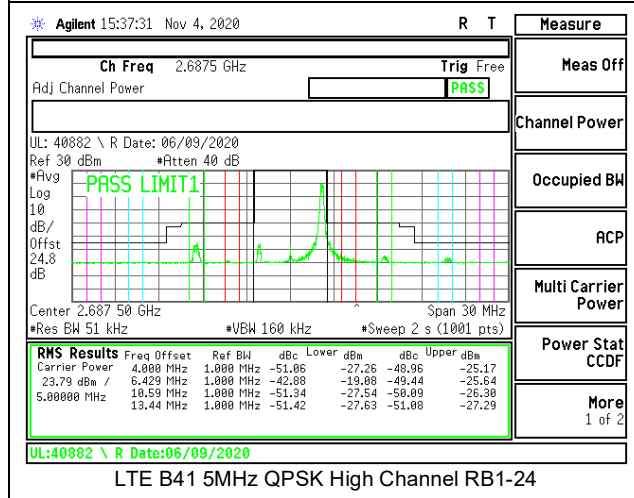 Agilent 15:37:31 Nov 4, 2020 R T
Measure
Ch Freq 2.6875 GHz Trig Free
Meas Off
Adj Channel Power PASS
Channel Power
UL: 40882 \ R Date: 06/09/2020
Ref 30 dBm #Atten 40 dB
#Avg
Log
10
dB/
Offst
24.8
dB
PASS LIMIT1
Occupied BW
ACP
Multi Carrier
Power
Center 2.687 50 GHz Span 30 MHz
#Res BW 51 kHz #VBW 160 kHz #Sweep 2 s (1001 pts)
Power Stat
CCDF
RMS Results Freq Offset Ref BW dBc Lower dBm dBc Upper dBm
Carrier Power 4.000 MHz 1.000 MHz -51.06 -27.26 -48.96 -25.17
23.79 dBm / 6.429 MHz 1.000 MHz -42.88 -19.08 -49.44 -25.64
5.00000 MHz 10.59 MHz 1.000 MHz -51.34 -27.54 -50.09 -26.30
13.44 MHz 1.000 MHz -51.42 -27.63 -51.08 -27.29
More
1 of 2
UL:40882 \ R Date:06/09/2020
LTE B41 5MHz QPSK High Channel RB1-24